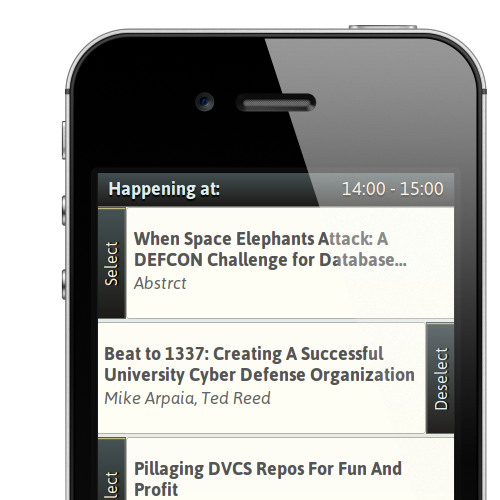 Happening at: 14:00 - 15:00
Select
When Space Elephants Attack: A
DEFCON Challenge for Database...
Abstrct
Beat to 1337: Creating A Successful
University Cyber Defense Organization
Mike Arpaia, Ted Reed
Deselect
lect
Pillaging DVCS Repos For Fun And
Profit